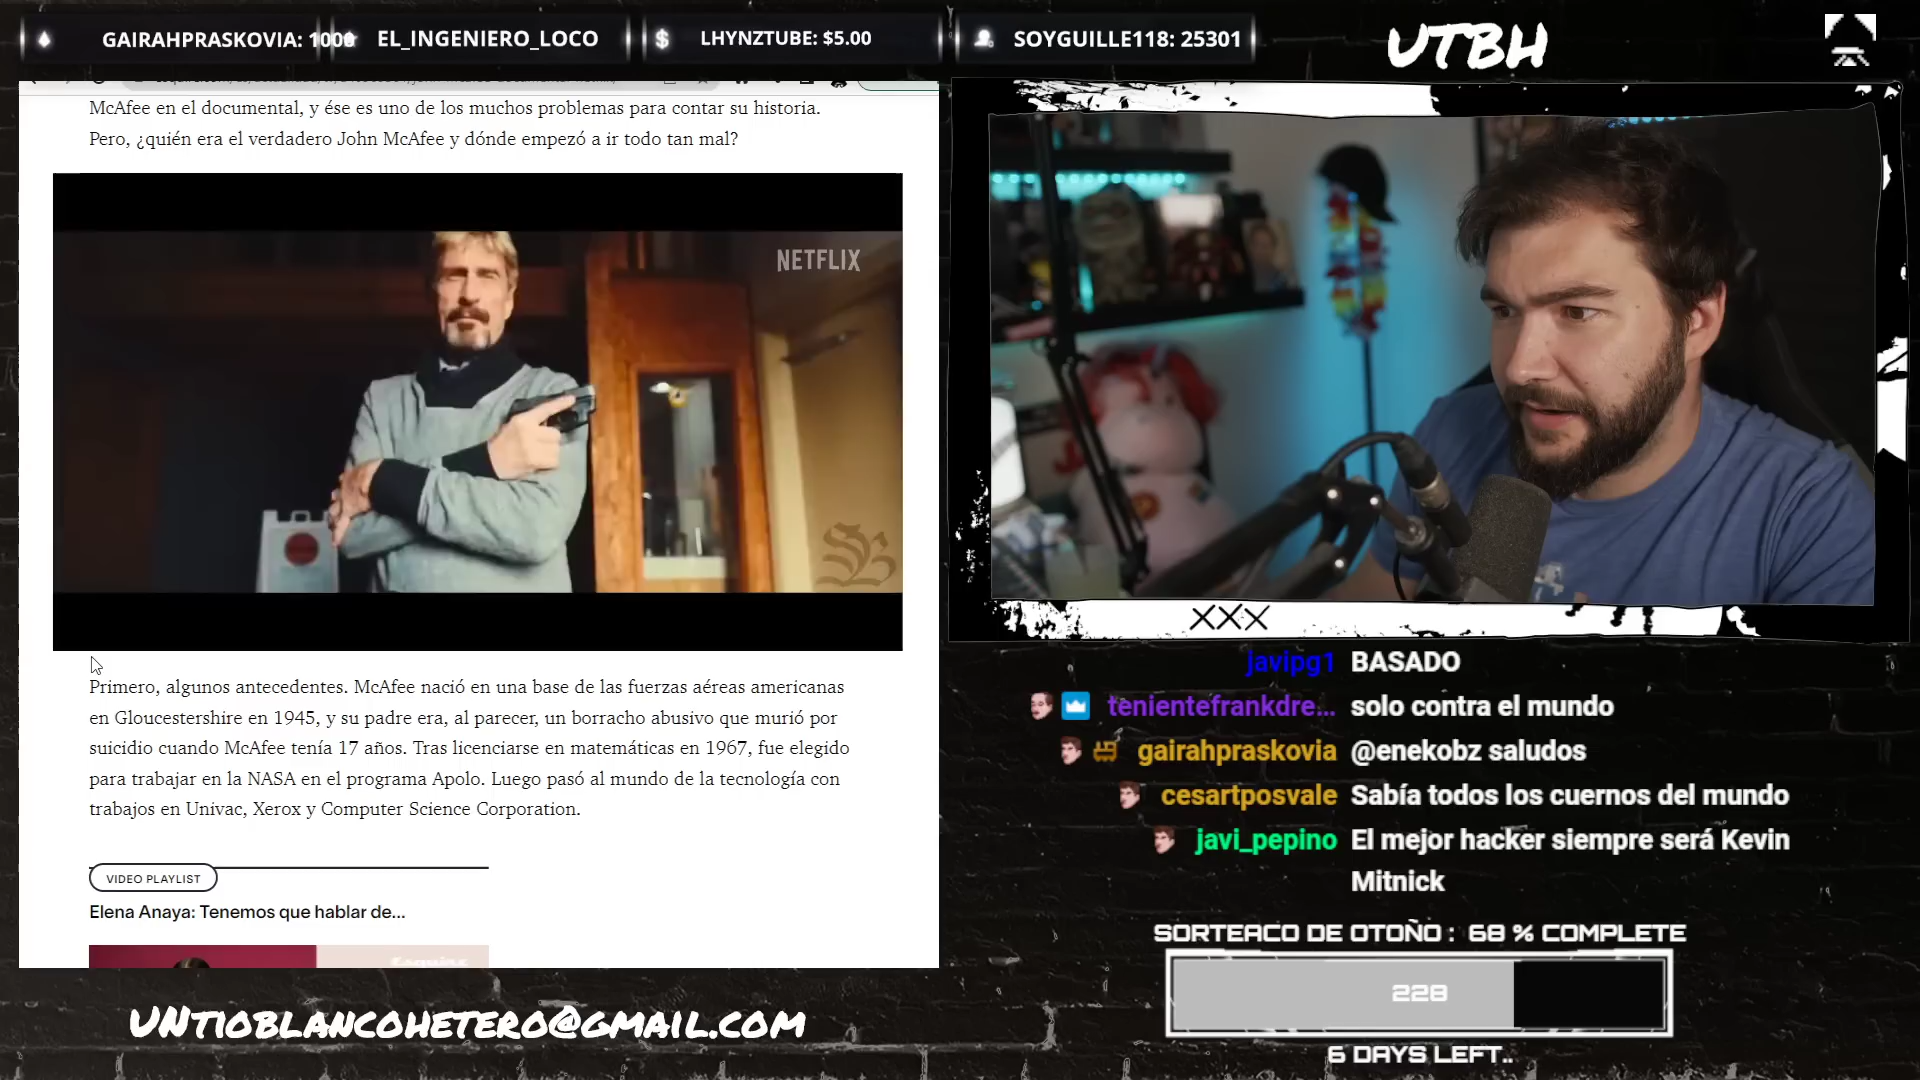 GAIRAHPRASKOVIA: 1000
EL_INGENIERO_LOCO
LHYNZTUBE: $5.00
SOYGUILLE118: 25301
UTBH
McAfee en el documental, y ése es uno de los muchos problemas para contar su historia.
Pero, ¿quién era el verdadero John McAfee y dónde empezó a ir todo tan mal?
NETFLIX
Primero, algunos antecedentes. McAfee nació en una base de las fuerzas aéreas americanas
en Gloucestershire en 1945, y su padre era, al parecer, un borracho abusivo que murió por
suicidio cuando McAfee tenía 17 años. Tras licenciarse en matemáticas en 1967, fue elegido
para trabajar en la NASA en el programa Apolo. Luego pasó al mundo de la tecnología con
trabajos en Univac, Xerox y Computer Science Corporation.
VIDEO PLAYLIST
Elena Anaya: Tenemos que hablar de...
UNTIOBLANCOHETERO@GMAIL.COM
XXX
javipg1 BASADO
tenientefrankdre... solo contra el mundo
gairahpraskovia @enekobz saludos
cesartposvale Sabía todos los cuernos del mundo
javi_pepino El mejor hacker siempre será Kevin
Mitnick
SORTEACO DE OTOÑO : 68 % COMPLETE
228
6 DAYS LEFT..